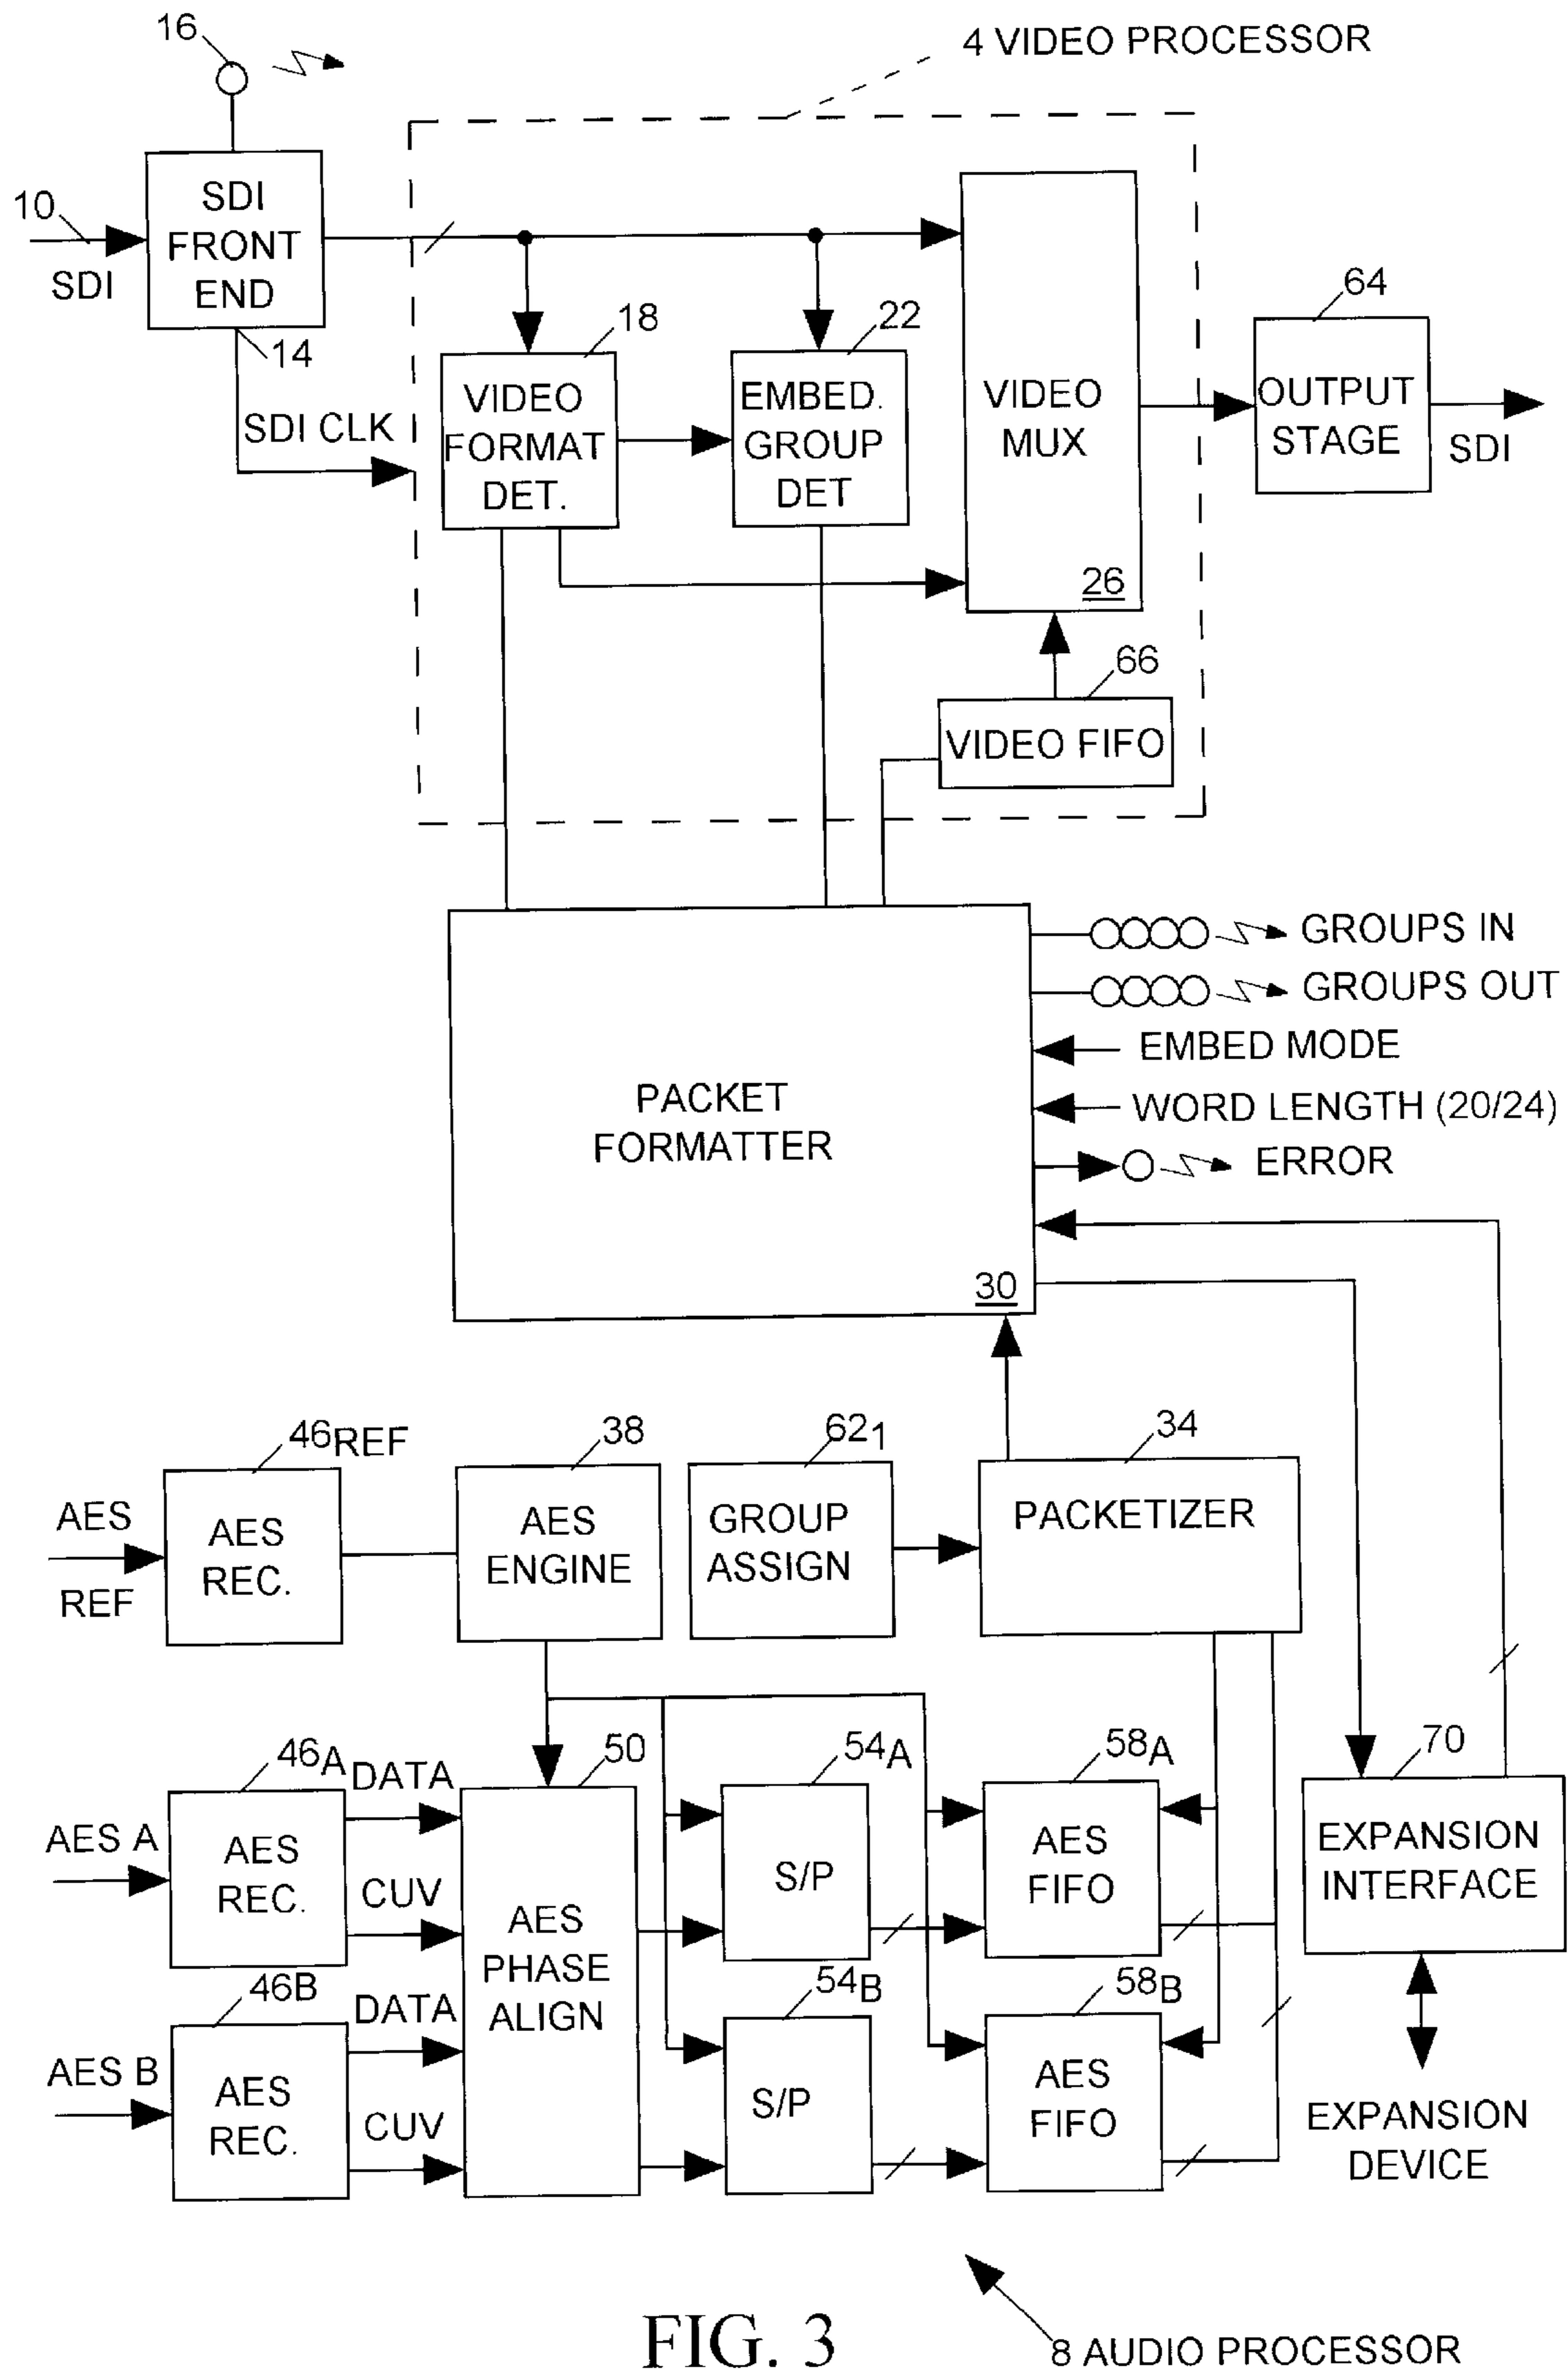 16
4 VIDEO PROCESSOR
10
SDI
SDI
FRONT
END
14
SDI CLK
18
VIDEO
FORMAT
DET.
22
EMBED.
GROUP
DET
VIDEO
MUX
26
64
OUTPUT
STAGE
SDI
66
VIDEO FIFO
PACKET
FORMATTER
30
GROUPS IN
GROUPS OUT
EMBED MODE
WORD LENGTH (20/24)
ERROR
46REF
AES
REF
AES
REC.
38
AES
ENGINE
621
GROUP
ASSIGN
34
PACKETIZER
46A
AES A
AES
REC.
DATA
CUV
46B
AES B
AES
REC.
DATA
CUV
50
AES
PHASE
ALIGN
54A
S/P
54B
S/P
58A
AES
FIFO
58B
AES
FIFO
70
EXPANSION
INTERFACE
EXPANSION
DEVICE
FIG. 3
8 AUDIO PROCESSOR